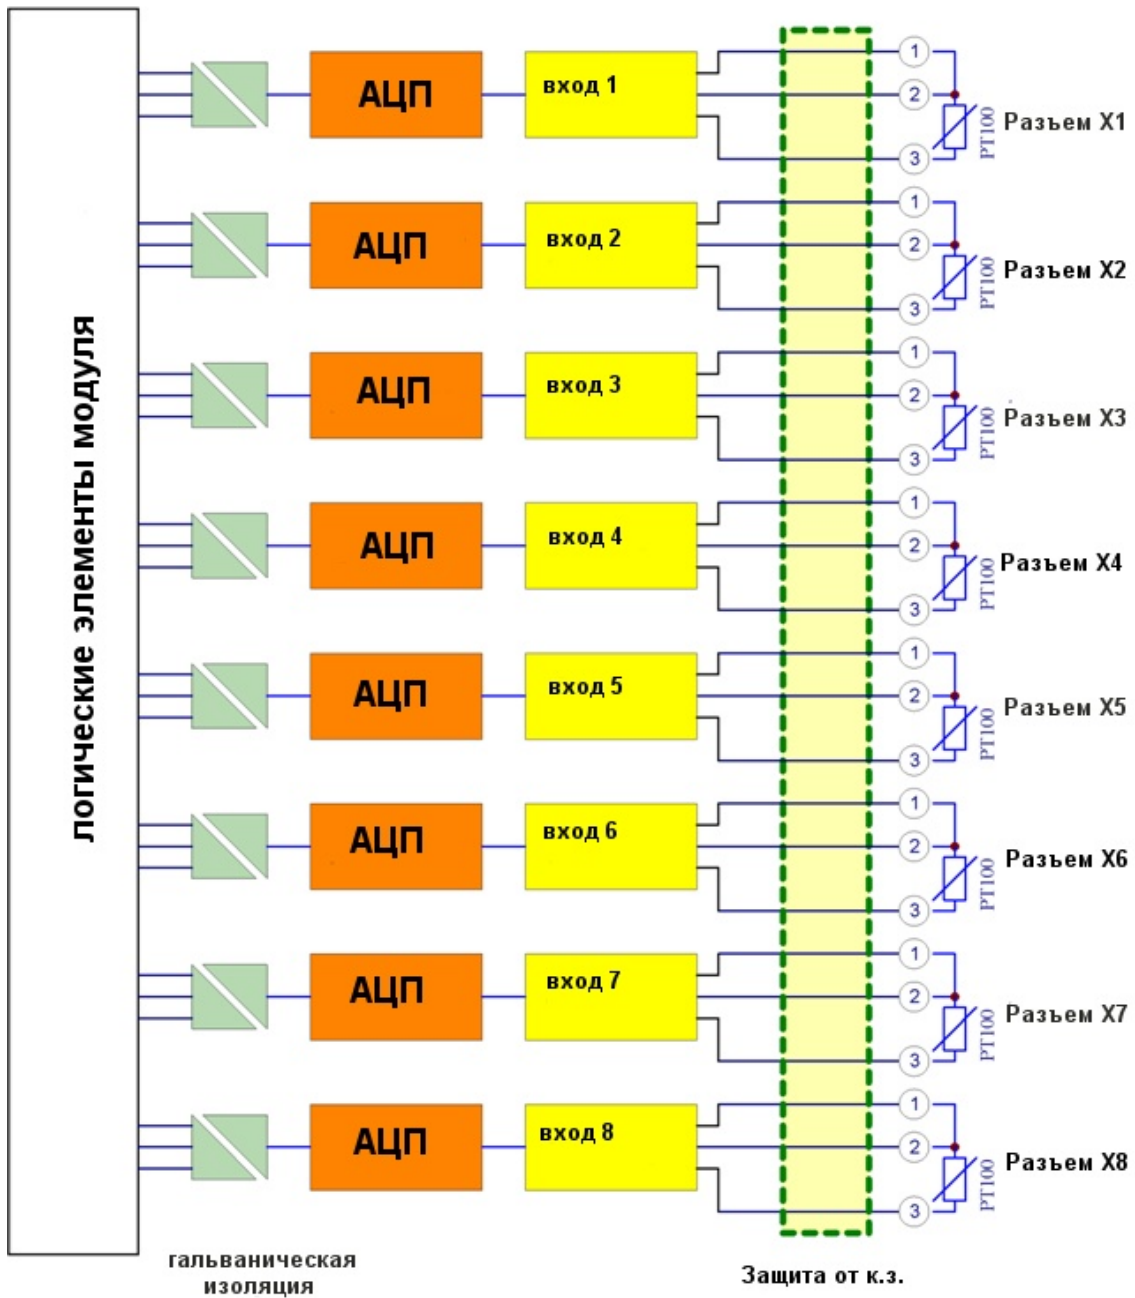 логические элементы модуля
АЦП
вход 1
1
2
3
PT100
Разъем X1
АЦП
вход 2
1
2
3
PT100
Разъем X2
АЦП
вход 3
1
2
3
PT100
Разъем X3
АЦП
вход 4
1
2
3
PT100
Разъем X4
АЦП
вход 5
1
2
3
PT100
Разъем X5
АЦП
вход 6
1
2
3
PT100
Разъем X6
АЦП
вход 7
1
2
3
PT100
Разъем X7
АЦП
вход 8
1
2
3
PT100
Разъем X8
гальваническая
изоляция
Защита от к.з.